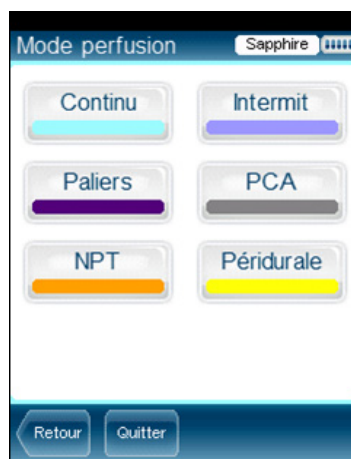 Mode perfusion Sapphire
Continu Intermit
Paliers PCA
NPT Péridurale
Retour Quitter